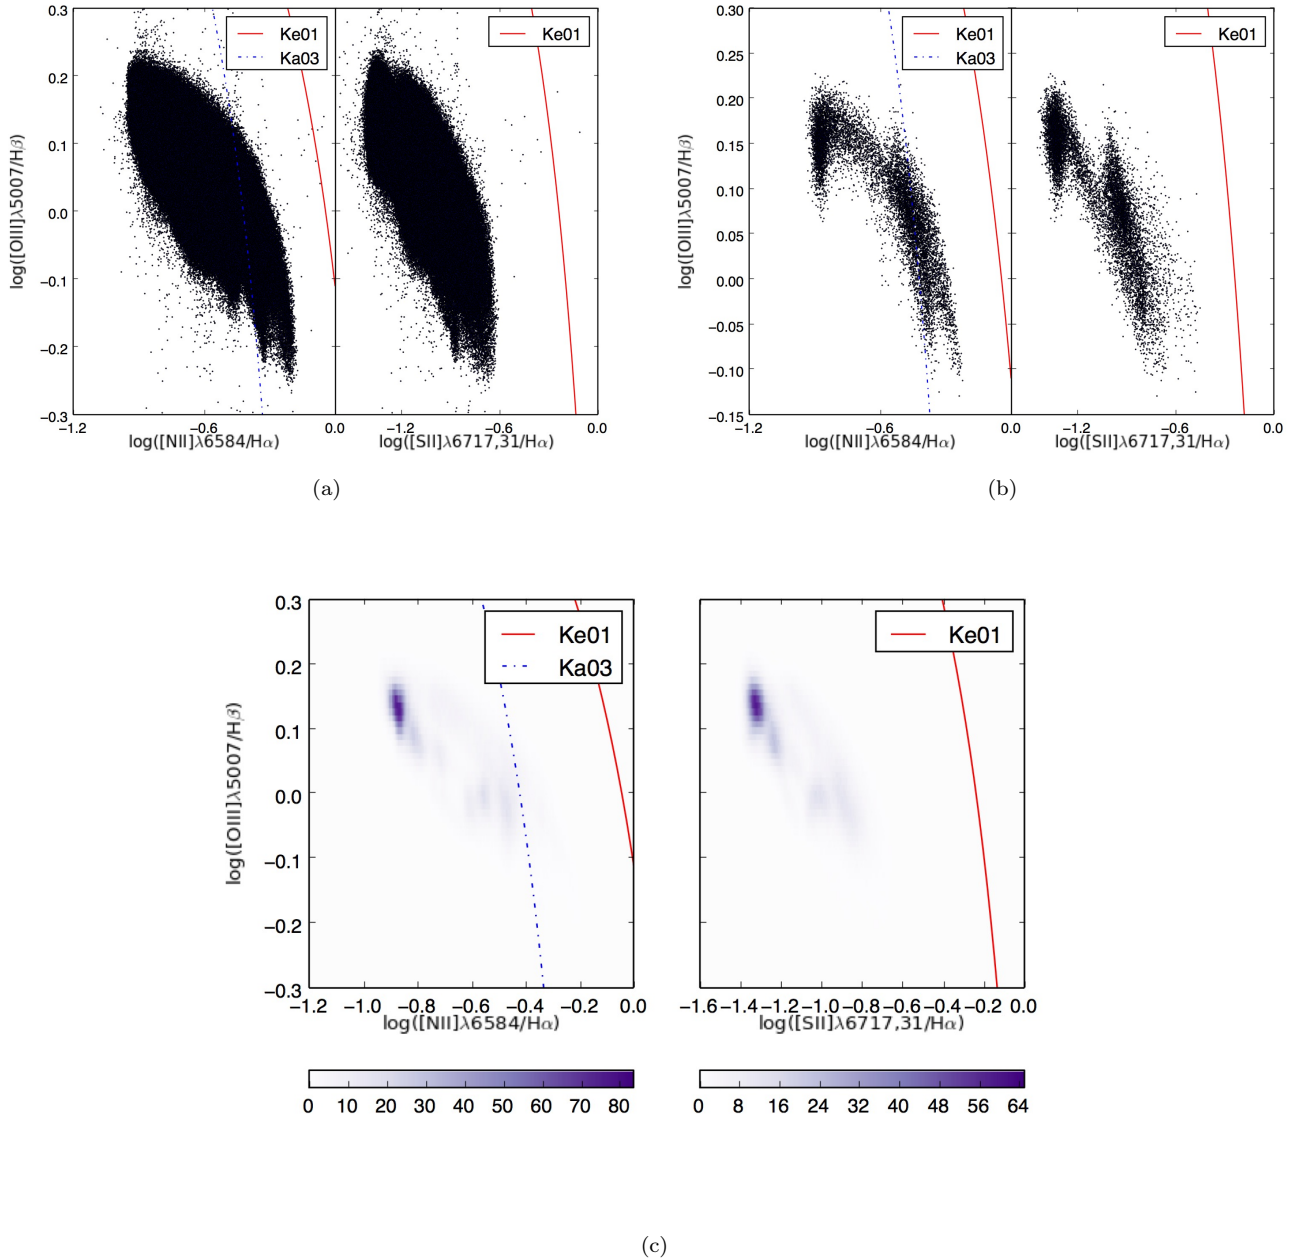 Ke01
Ka03
Ke01
0.3
0.2
0.1
0.0
−0.1
−0.2
−0.3
log([OIII]λ5007/Hβ)
−1.2
−0.6
0.0
−1.2
−0.6
0.0
log([NII]λ6584/Hα)
log([SII]λ6717,31/Hα)
(a)
Ke01
Ka03
Ke01
0.30
0.25
0.20
0.15
0.10
0.05
0.00
−0.05
−0.10
−0.15
log([OIII]λ5007/Hβ)
−1.2
−0.6
0.0
−1.2
−0.6
0.0
log([NII]λ6584/Hα)
log([SII]λ6717,31/Hα)
(b)
Ke01
Ka03
Ke01
0.3
0.2
0.1
0.0
−0.1
−0.2
−0.3
log([OIII]λ5007/Hβ)
−1.2 −1.0 −0.8 −0.6 −0.4 −0.2 0.0
−1.6 −1.4 −1.2 −1.0 −0.8 −0.6 −0.4 −0.2 0.0
log([NII]λ6584/Hα)
log([SII]λ6717,31/Hα)
0 10 20 30 40 50 60 70 80
0 8 16 24 32 40 48 56 64
(c)